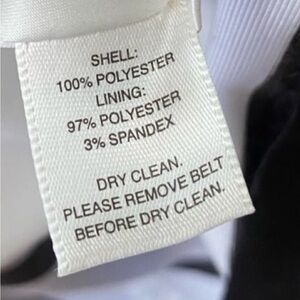 SHELL:
100% POLYESTER
LINING:
97% POLYESTER
3% SPANDEX
DRY CLEAN.
PLEASE REMOVE BELT
BEFORE DRY CLEAN.